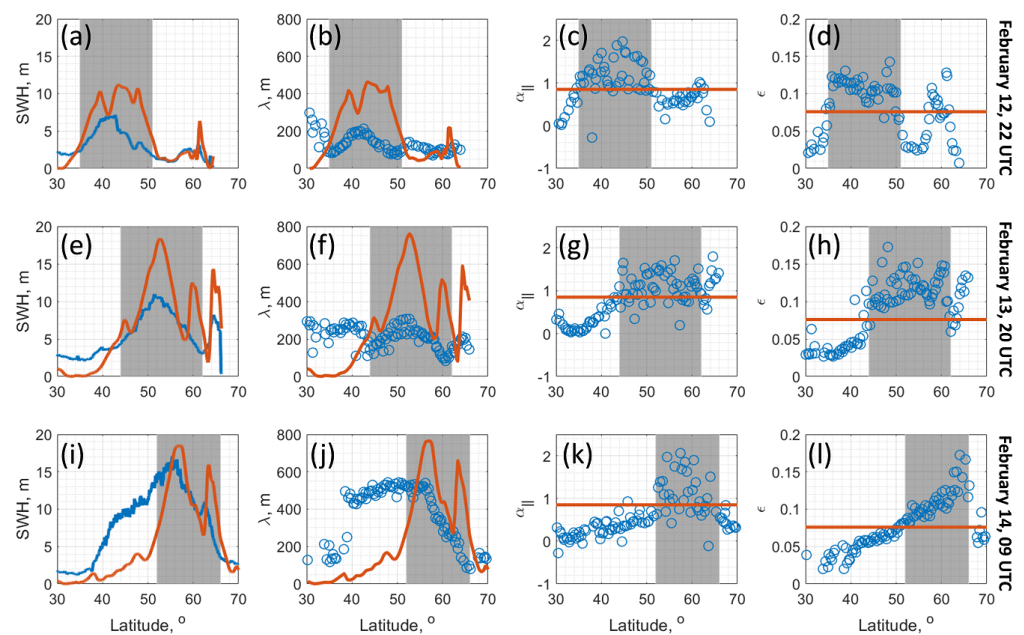 (a)
SWH, m
20
15
10
5
0
30 40 50 60 70
(b)
λ, m
800
600
400
200
0
30 40 50 60 70
(c)
α∥
2
1
0
-1
30 40 50 60 70
(d)
ϵ
0.2
0.15
0.1
0.05
0
30 40 50 60 70
February 12, 22 UTC
(e)
SWH, m
20
15
10
5
0
30 40 50 60 70
(f)
λ, m
800
600
400
200
0
30 40 50 60 70
(g)
α∥
2
1
0
-1
30 40 50 60 70
(h)
ϵ
0.2
0.15
0.1
0.05
0
30 40 50 60 70
February 13, 20 UTC
(i)
SWH, m
20
15
10
5
0
30 40 50 60 70
Latitude, °
(j)
λ, m
800
600
400
200
0
30 40 50 60 70
Latitude, °
(k)
α∥
2
1
0
-1
30 40 50 60 70
Latitude, °
(l)
ϵ
0.2
0.15
0.1
0.05
0
30 40 50 60 70
Latitude, °
February 14, 09 UTC